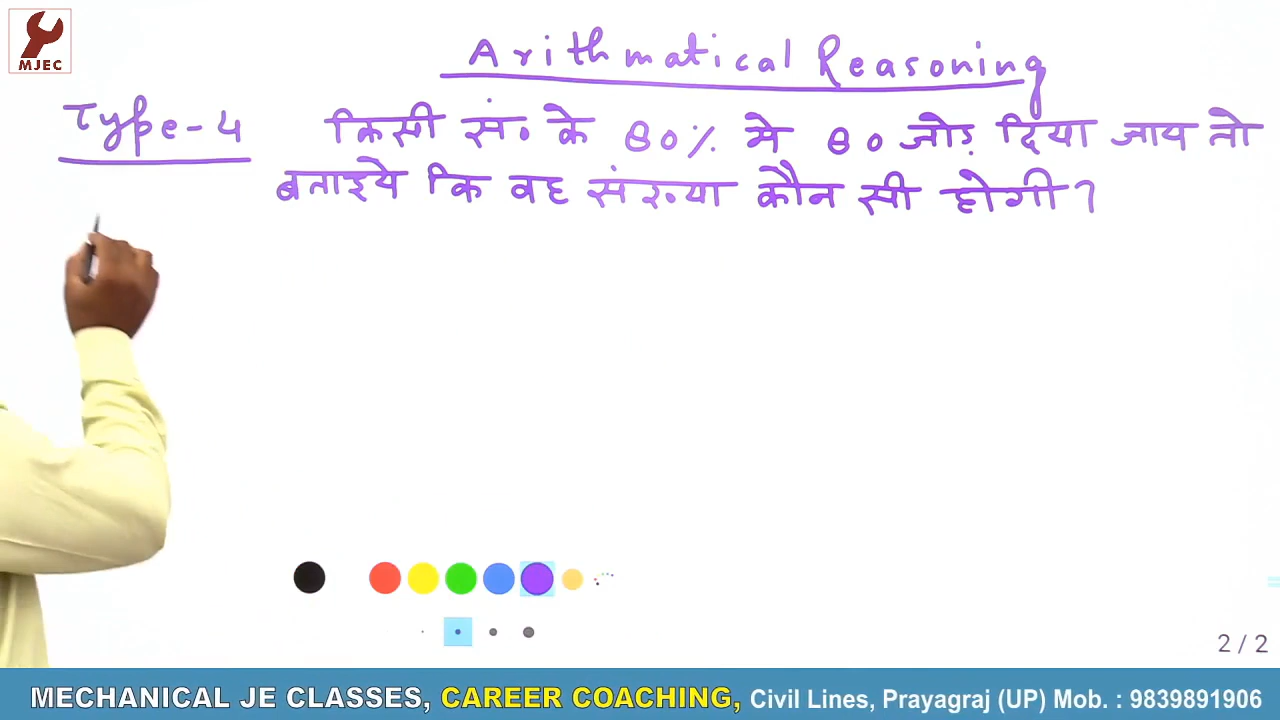 MJEC
Arithmatical Reasoning
Type-4 किसी सं० के 80% मे 80 जोड़ दिया जाय तो
बताइये कि वह संख्या कौन सी होगी?
2 / 2
MECHANICAL JE CLASSES, CAREER COACHING, Civil Lines, Prayagraj (UP) Mob. : 9839891906